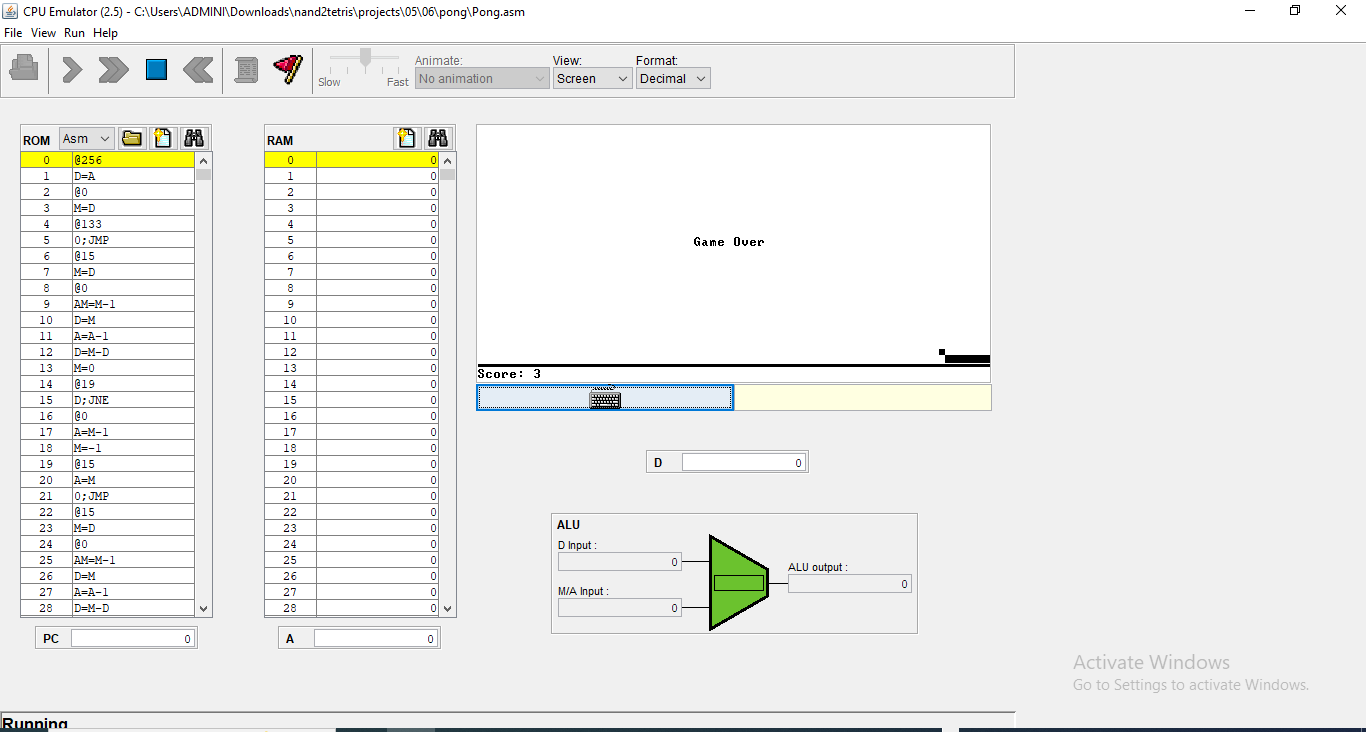 CPU Emulator (2.5) - C:\Users\ADMINI\Downloads\nand2tetris\projects\05\06\pong\Pong.asm
File View Run Help
Slow Fast
Animate:
No animation
View:
Screen
Format:
Decimal
ROM Asm
0 @256
1 D=A
2 @0
3 M=D
4 @133
5 0;JMP
6 @15
7 M=D
8 @0
9 AM=M-1
10 D=M
11 A=A-1
12 D=M-D
13 M=0
14 @19
15 D;JNE
16 @0
17 A=M-1
18 M=-1
19 @15
20 A=M
21 0;JMP
22 @15
23 M=D
24 @0
25 AM=M-1
26 D=M
27 A=A-1
28 D=M-D
PC 0
RAM
0 0
1 0
2 0
3 0
4 0
5 0
6 0
7 0
8 0
9 0
10 0
11 0
12 0
13 0
14 0
15 0
16 0
17 0
18 0
19 0
20 0
21 0
22 0
23 0
24 0
25 0
26 0
27 0
28 0
A 0
Game Over
Score: 3
D 0
ALU
D Input :
0
M/A Input :
0
ALU output :
0
Activate Windows
Go to Settings to activate Windows.
Running